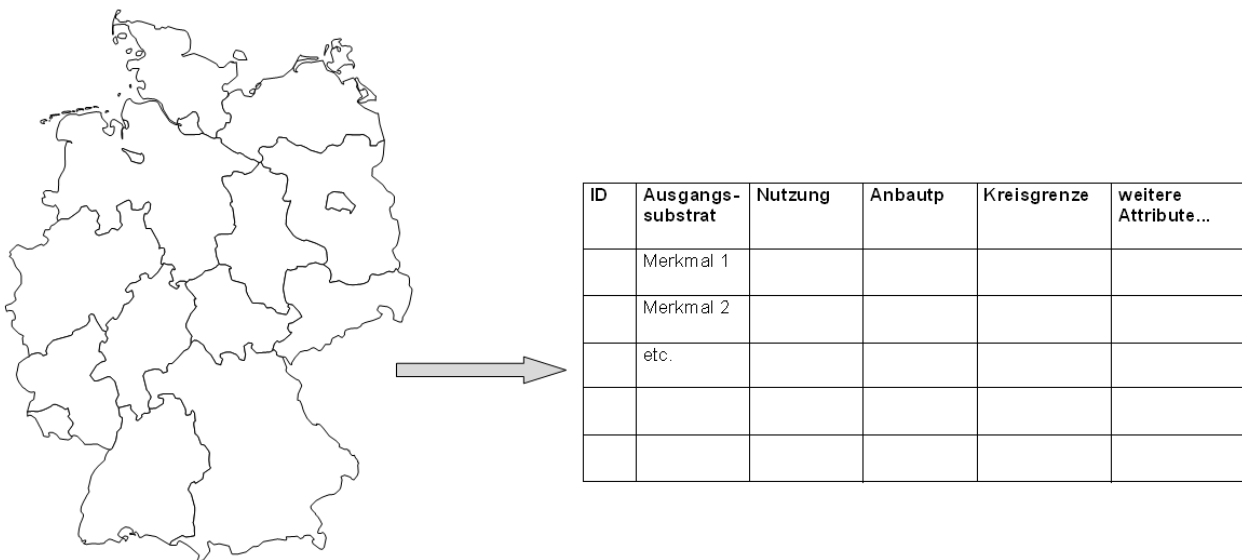 ID
Ausgangs-
substrat
Nutzung
Anbautp
Kreisgrenze
weitere
Attribute...
Merkmal 1
Merkmal 2
etc.